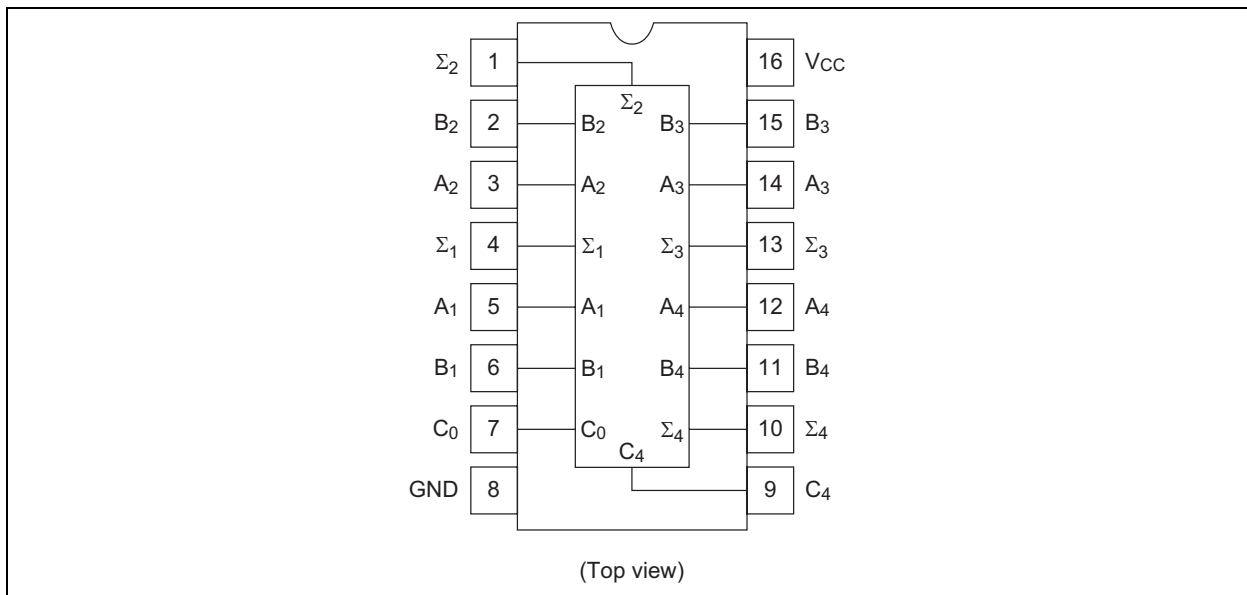 Σ2 1 Σ2 16 VCC
B2 2 B2 B3 15 B3
A2 3 A2 A3 14 A3
Σ1 4 Σ1 Σ3 13 Σ3
A1 5 A1 A4 12 A4
B1 6 B1 B4 11 B4
C0 7 C0 Σ4 10 Σ4
GND 8 C4 9 C4
(Top view)